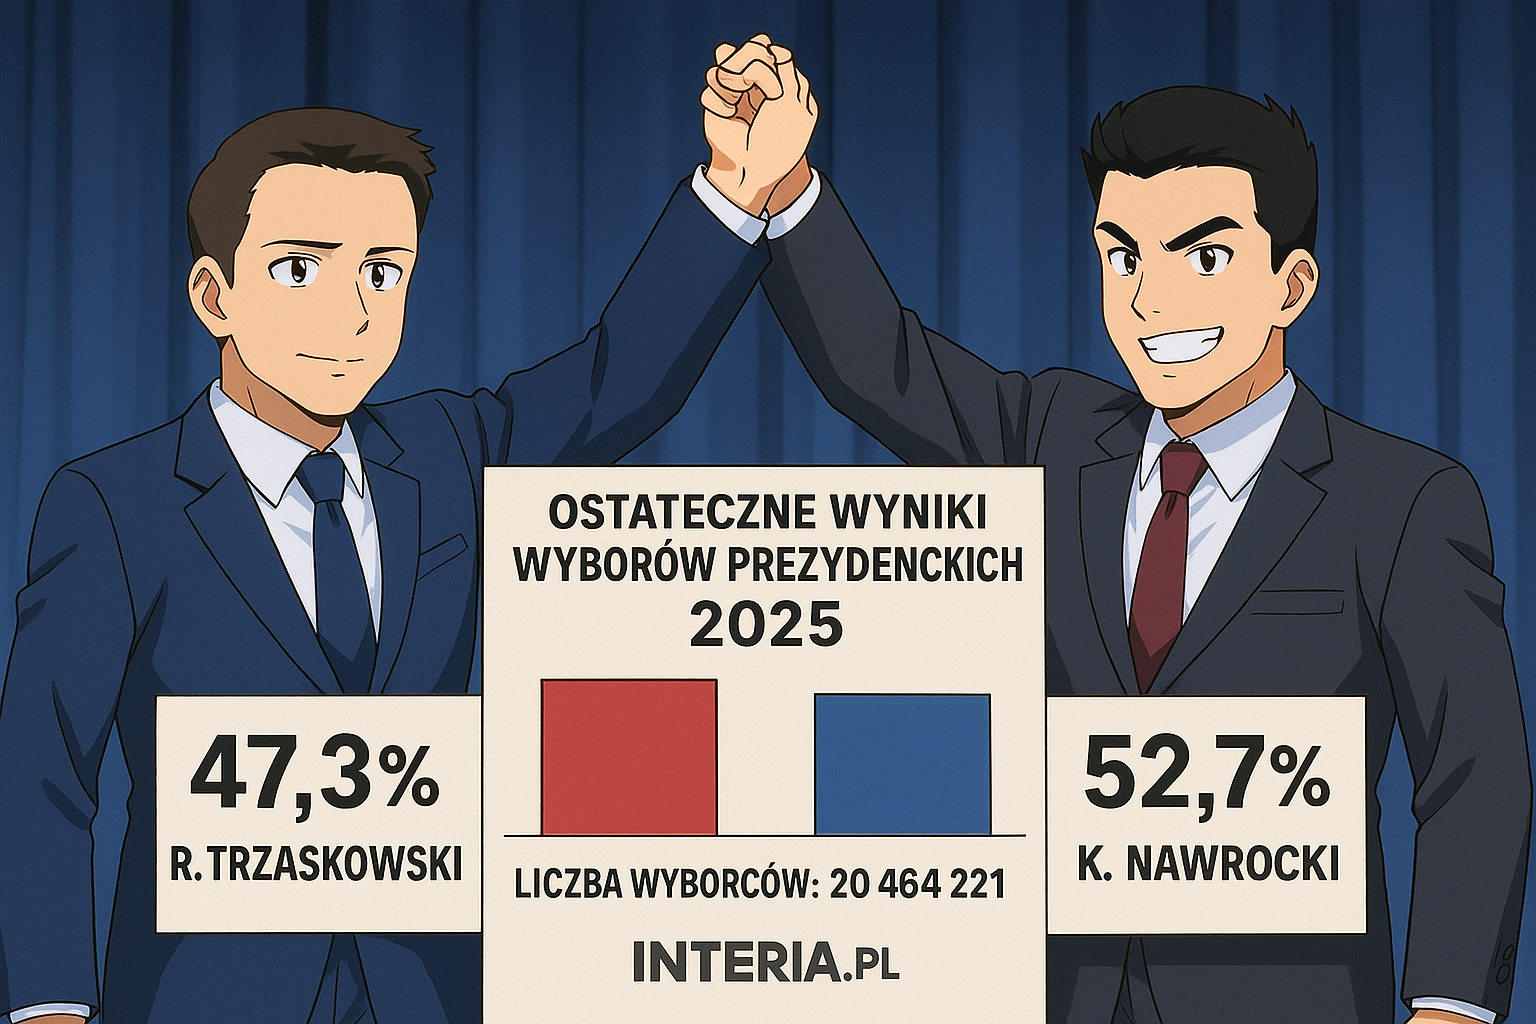 OSTATECZNE WYNIKI
WYBORÓW PREZYDENCKICH
2025
47,3%
R. TRZASKOWSKI
52,7%
K. NAWROCKI
LICZBA WYBORCÓW: 20 464 221
INTERIA.PL